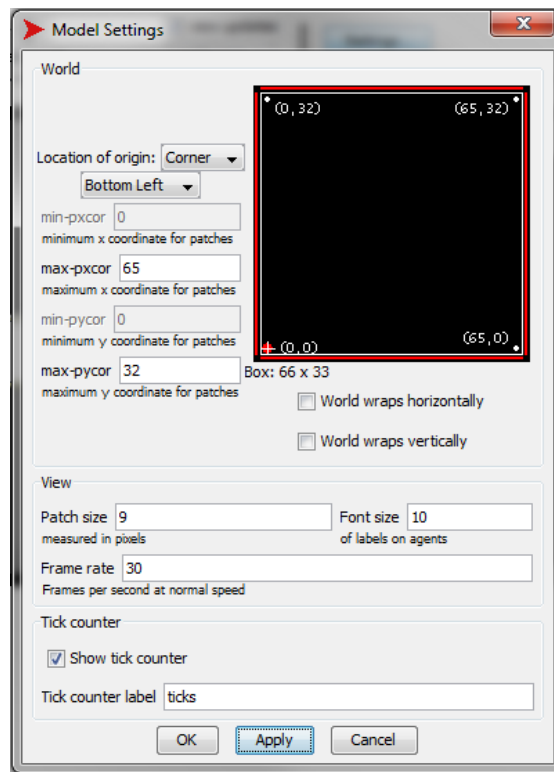 Model Settings
World
(0,32) (65,32)
Location of origin: Corner
Bottom Left
min-pxcor 0
minimum x coordinate for patches
max-pxcor 65
maximum x coordinate for patches
min-pycor 0
minimum y coordinate for patches
(0,0) (65,0)
max-pycor 32 Box: 66 x 33
maximum y coordinate for patches
World wraps horizontally
World wraps vertically
View
Patch size 9 Font size 10
measured in pixels of labels on agents
Frame rate 30
Frames per second at normal speed
Tick counter
Show tick counter
Tick counter label ticks
OK Apply Cancel